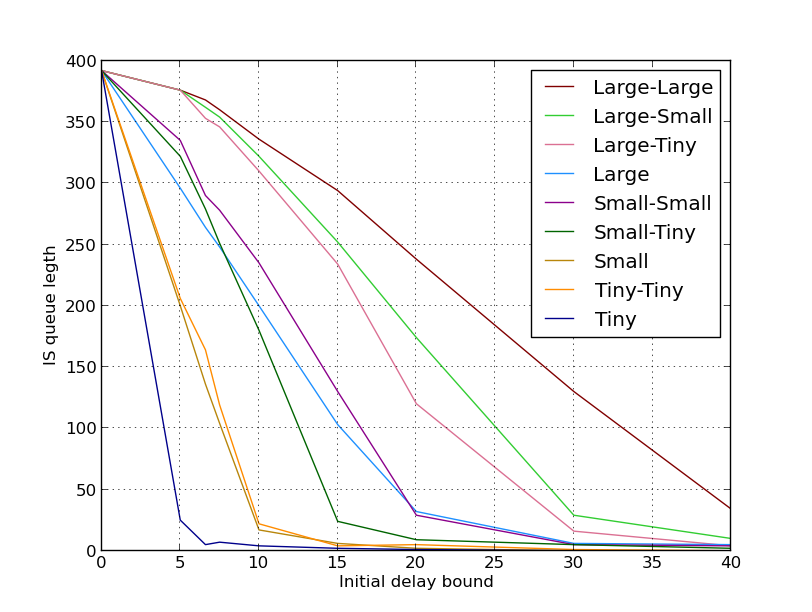 400
350
300
250
200
150
100
50
0
IS queue legth
0 5 10 15 20 25 30 35 40
Initial delay bound
Large-Large
Large-Small
Large-Tiny
Large
Small-Small
Small-Tiny
Small
Tiny-Tiny
Tiny